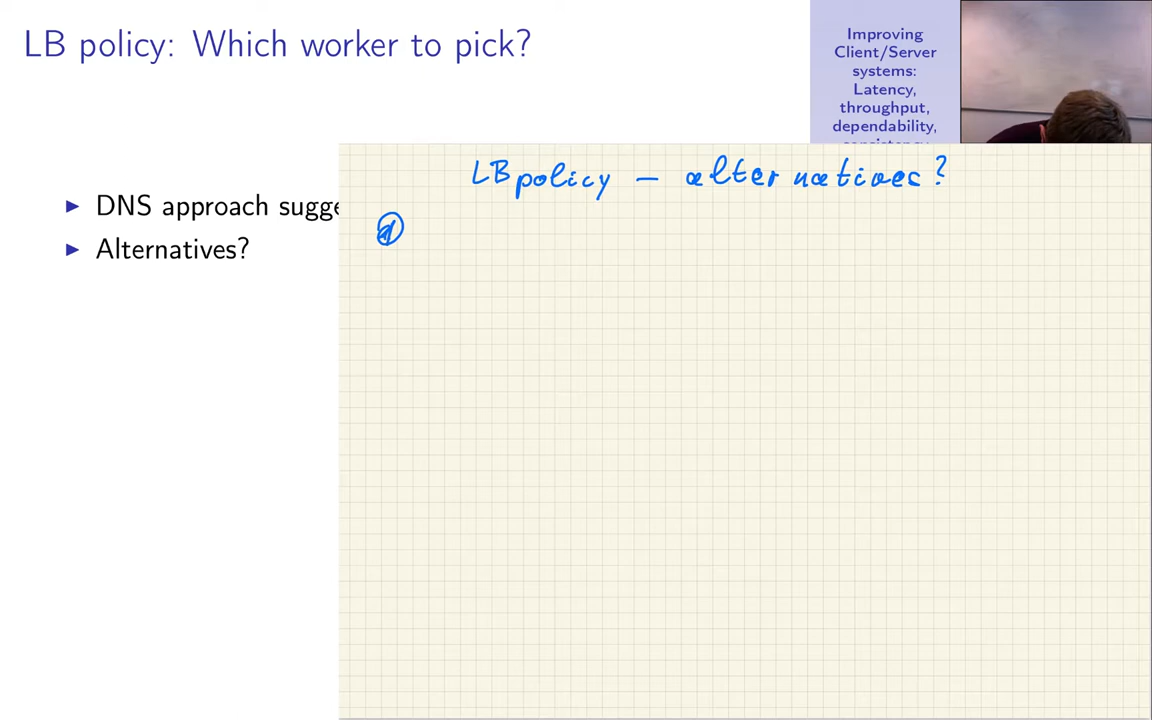 LB policy: Which worker to pick?
Improving
Client/Server
systems:
Latency,
throughput,
dependability,
LB policy – alternatives?
▶ DNS approach sugge
▶ Alternatives?